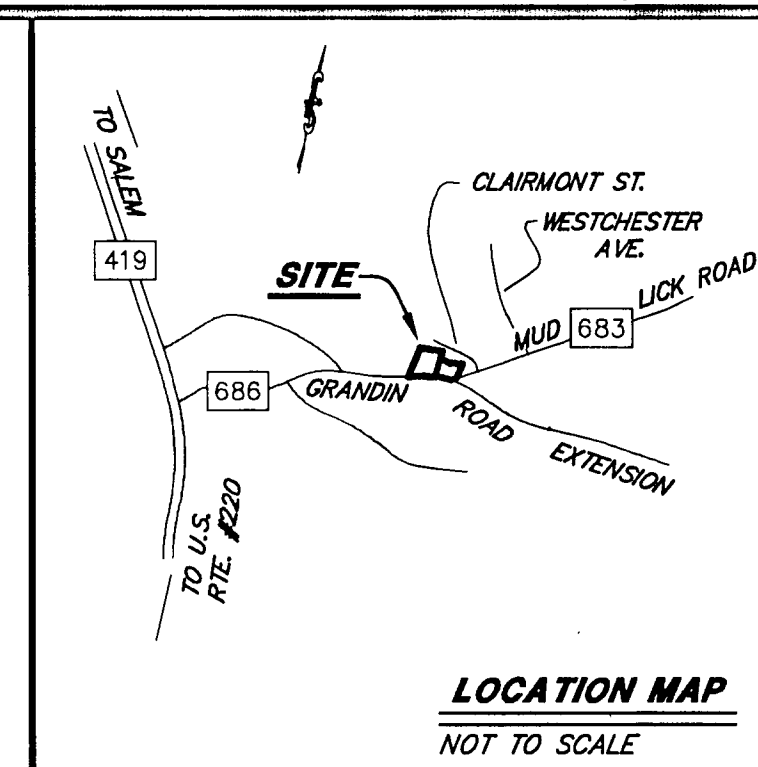 TO SALEM
419
CLAIRMONT ST.
WESTCHESTER
AVE.
SITE
MUD
683
LICK ROAD
686
GRANDIN
ROAD
EXTENSION
TO U.S.
RTE. #220
LOCATION MAP
NOT TO SCALE